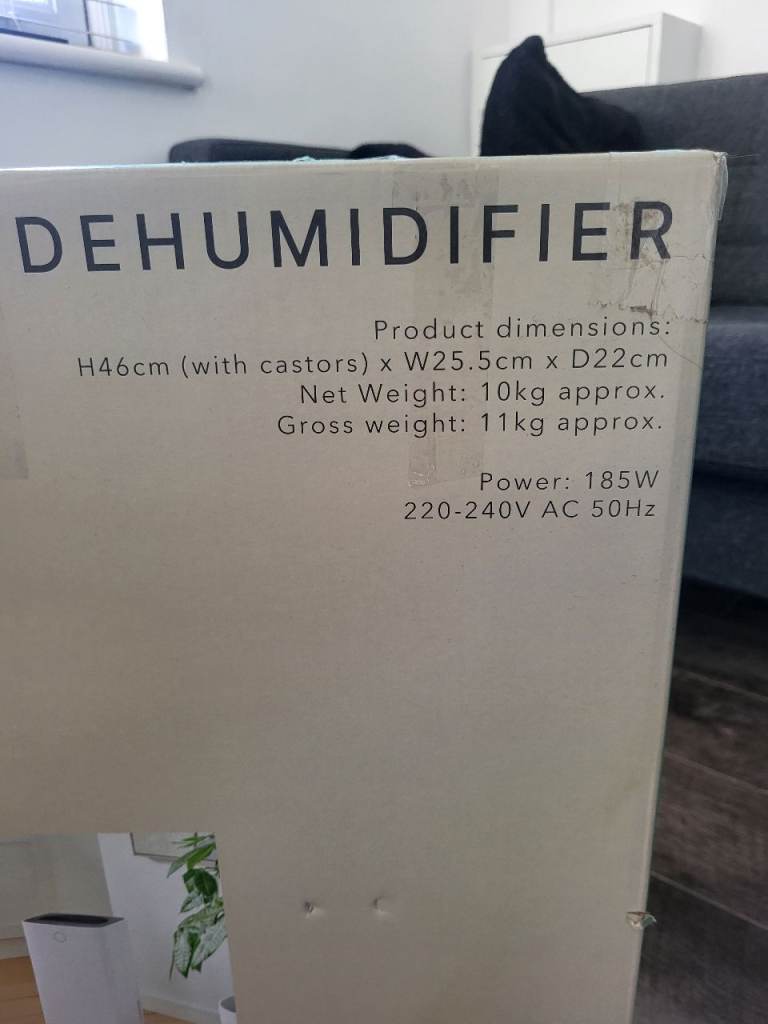 DEHUMIDIFIER
Product dimensions:
H46cm (with castors) x W25.5cm x D22cm
Net Weight: 10kg approx.
Gross weight: 11kg approx.
Power: 185W
220-240V AC 50Hz